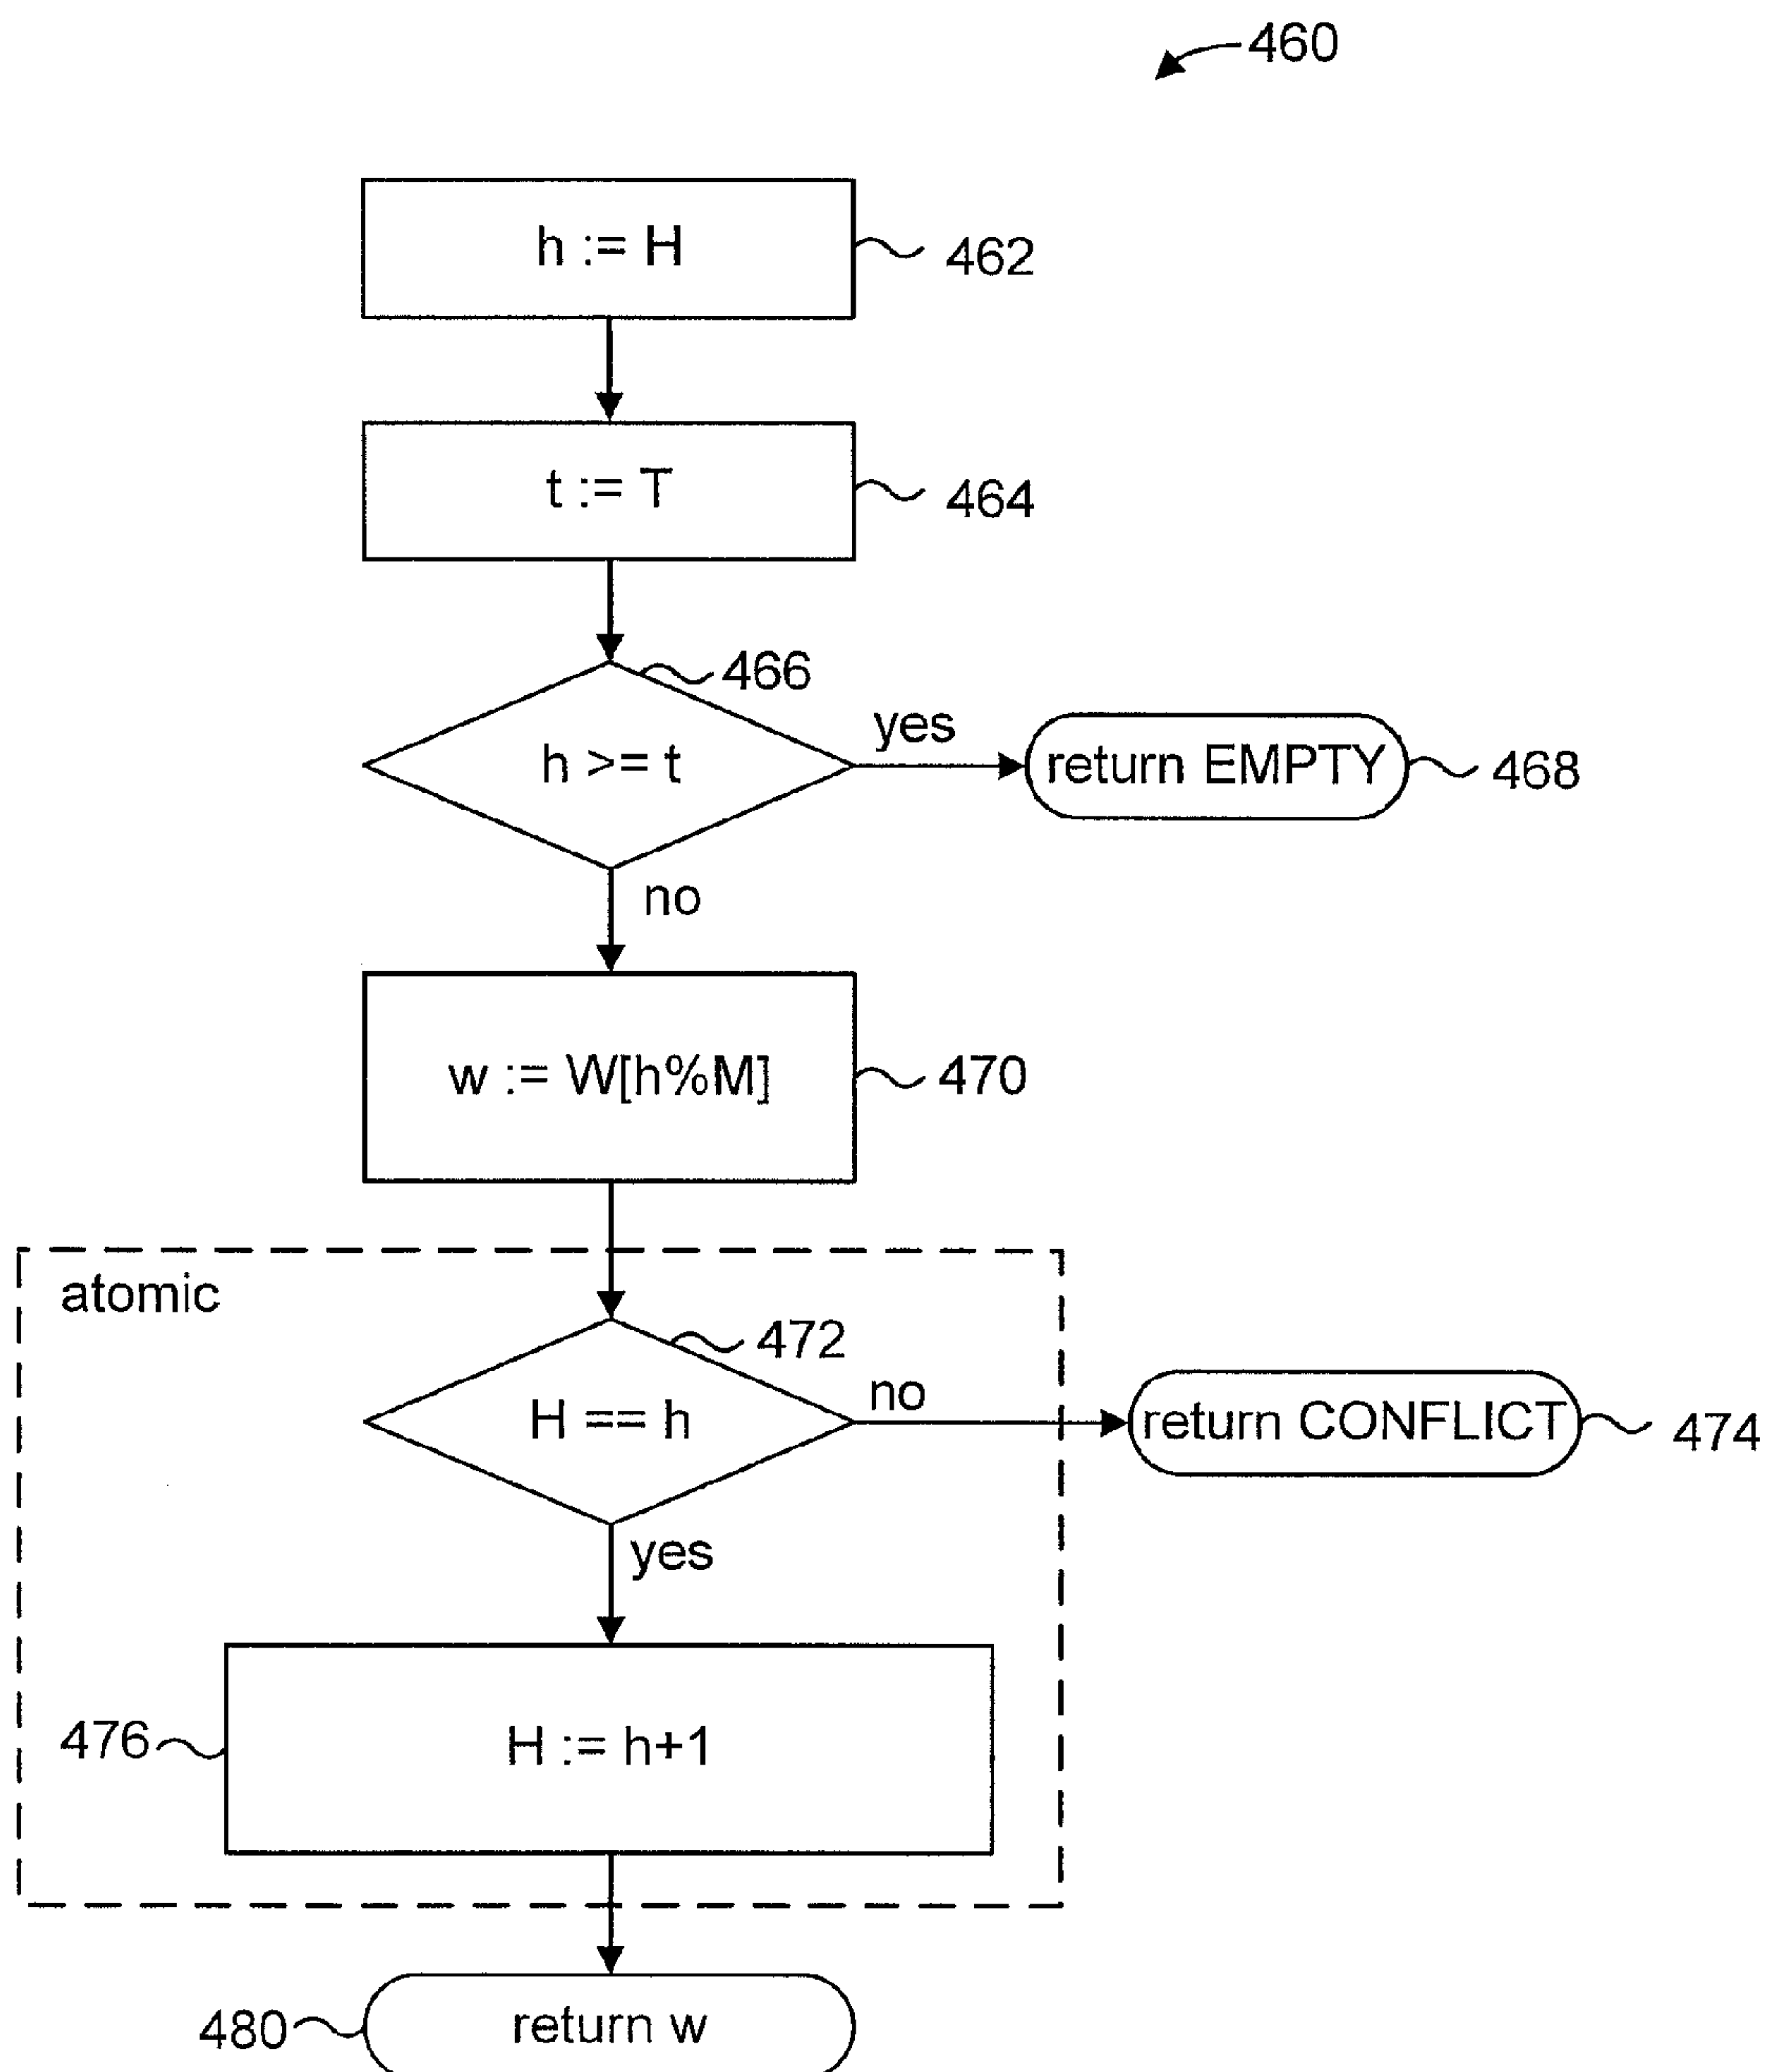 460
h := H
462
t := T
464
466
h >= t
yes
return EMPTY
468
no
w := W[h%M]
470
atomic
472
H == h
no
return CONFLICT
474
yes
476
H := h+1
480
return w